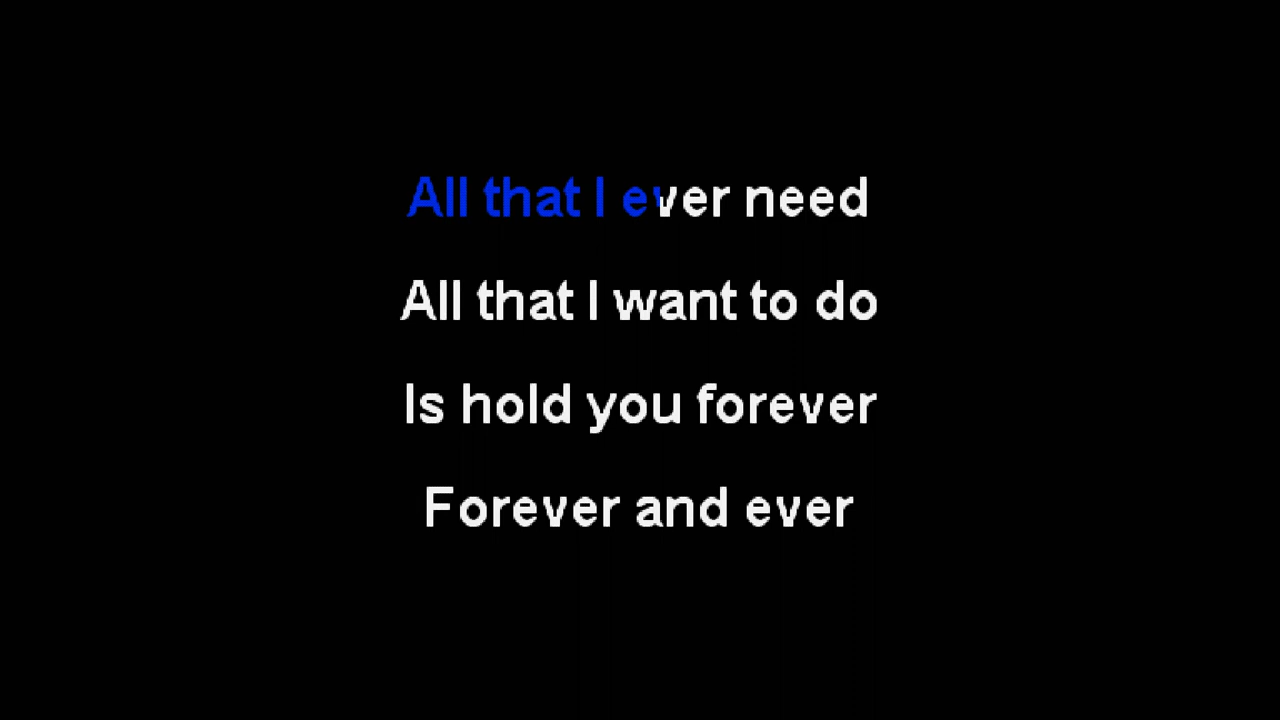 All that I ever need
All that I want to do
Is hold you forever
Forever and ever